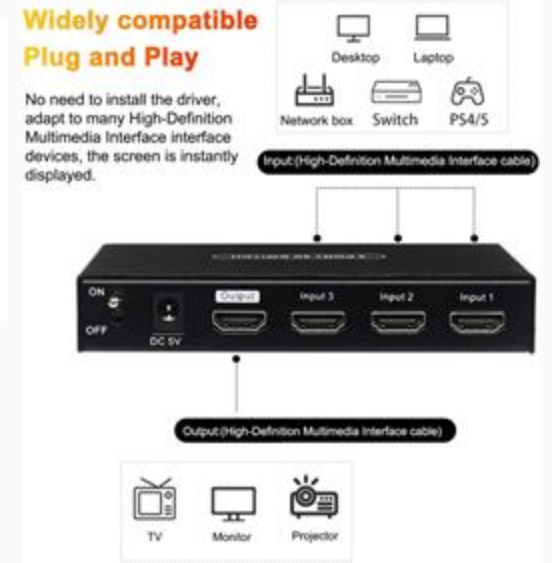 Widely compatible
Plug and Play
No need to install the driver,
adapt to many High-Definition
Multimedia Interface interface
devices, the screen is instantly
displayed.
Desktop Laptop
Network box Switch PS4/5
Input:(High-Definition Multimedia Interface cable)
ON
OFF
DC 5V
Output Input 3 Input 2 Input 1
Output:(High-Definition Multimedia Interface cable)
TV Monitor Projector